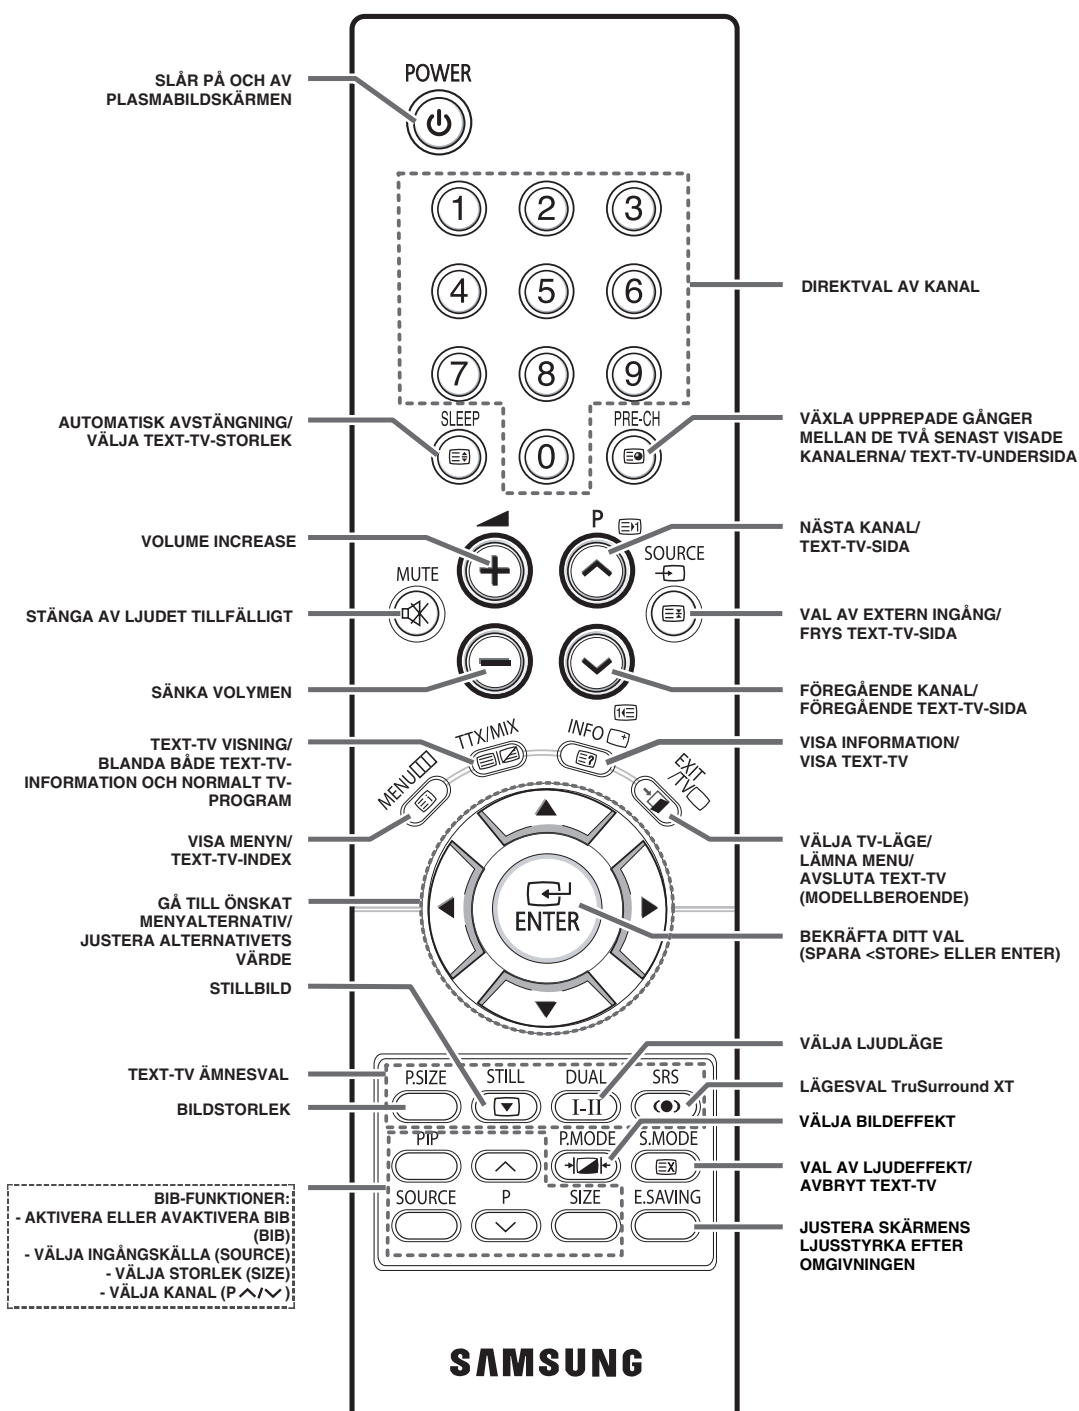 POWER
SLÅR PÅ OCH AV
PLASMABILDSKÄRMEN
1
2
3
4
5
6
DIREKTVAL AV KANAL
7
8
9
SLEEP
PRE-CH
0
AUTOMATISK AVSTÄNGNING/
VÄLJA TEXT-TV-STORLEK
VÄXLA UPPREPADE GÅNGER
MELLAN DE TVÅ SENAST VISADE
KANALERNA/ TEXT-TV-UNDERSIDA
P
NÄSTA KANAL/
TEXT-TV-SIDA
VOLUME INCREASE
SOURCE
MUTE
STÄNGA AV LJUDET TILLFÄLLIGT
VAL AV EXTERN INGÅNG/
FRYS TEXT-TV-SIDA
SÄNKA VOLYMEN
FÖREGÅENDE KANAL/
FÖREGÅENDE TEXT-TV-SIDA
TTX/MIX
INFO
TEXT-TV VISNING/
BLANDA BÅDE TEXT-TV-
INFORMATION OCH NORMALT TV-
PROGRAM
VISA INFORMATION/
VISA TEXT-TV
MENU
EXIT
/TV
VISA MENYN/
TEXT-TV-INDEX
VÄLJA TV-LÄGE/
LÄMNA MENU/
AVSLUTA TEXT-TV
(MODELLBEROENDE)
GÅ TILL ÖNSKAT
MENYALTERNATIV/
JUSTERA ALTERNATIVETS
VÄRDE
ENTER
BEKRÄFTA DITT VAL
(SPARA <STORE> ELLER ENTER)
STILLBILD
VÄLJA LJUDLÄGE
TEXT-TV ÄMNESVAL
P.SIZE
STILL
DUAL
SRS
I-II
LÄGESVAL TruSurround XT
BILDSTORLEK
VÄLJA BILDEFFEKT
PIP
P.MODE
S.MODE
VAL AV LJUDEFFEKT/
AVBRYT TEXT-TV
SOURCE
P
SIZE
E.SAVING
BIB-FUNKTIONER:
- AKTIVERA ELLER AVAKTIVERA BIB
(BIB)
- VÄLJA INGÅNGSKÄLLA (SOURCE)
- VÄLJA STORLEK (SIZE)
- VÄLJA KANAL (P ︿/﹀)
JUSTERA SKÄRMENS
LJUSSTYRKA EFTER
OMGIVNINGEN
SAMSUNG